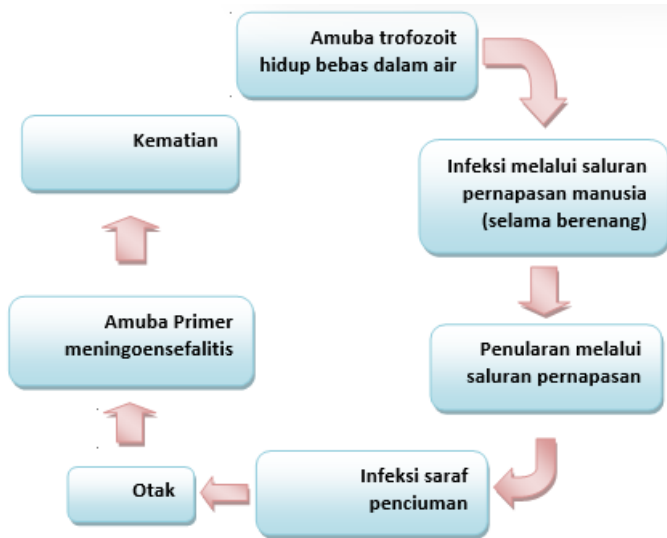 Amuba trofozoit
hidup bebas dalam air
Infeksi melalui saluran
pernapasan manusia
(selama berenang)
Penularan melalui
saluran pernapasan
Infeksi saraf
penciuman
Otak
Amuba Primer
meningoensefalitis
Kematian